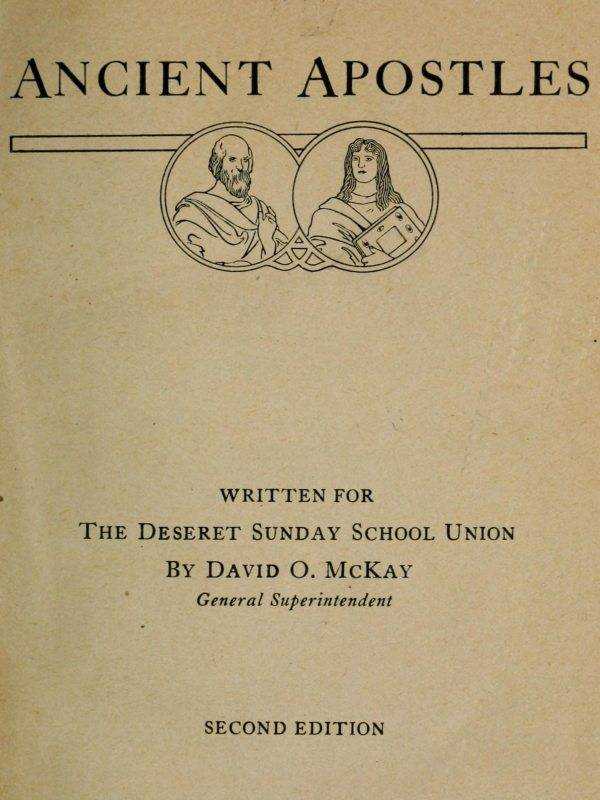 ANCIENT APOSTLES
WRITTEN FOR
THE DESERET SUNDAY SCHOOL UNION
BY DAVID O. MCKAY
General Superintendent
SECOND EDITION